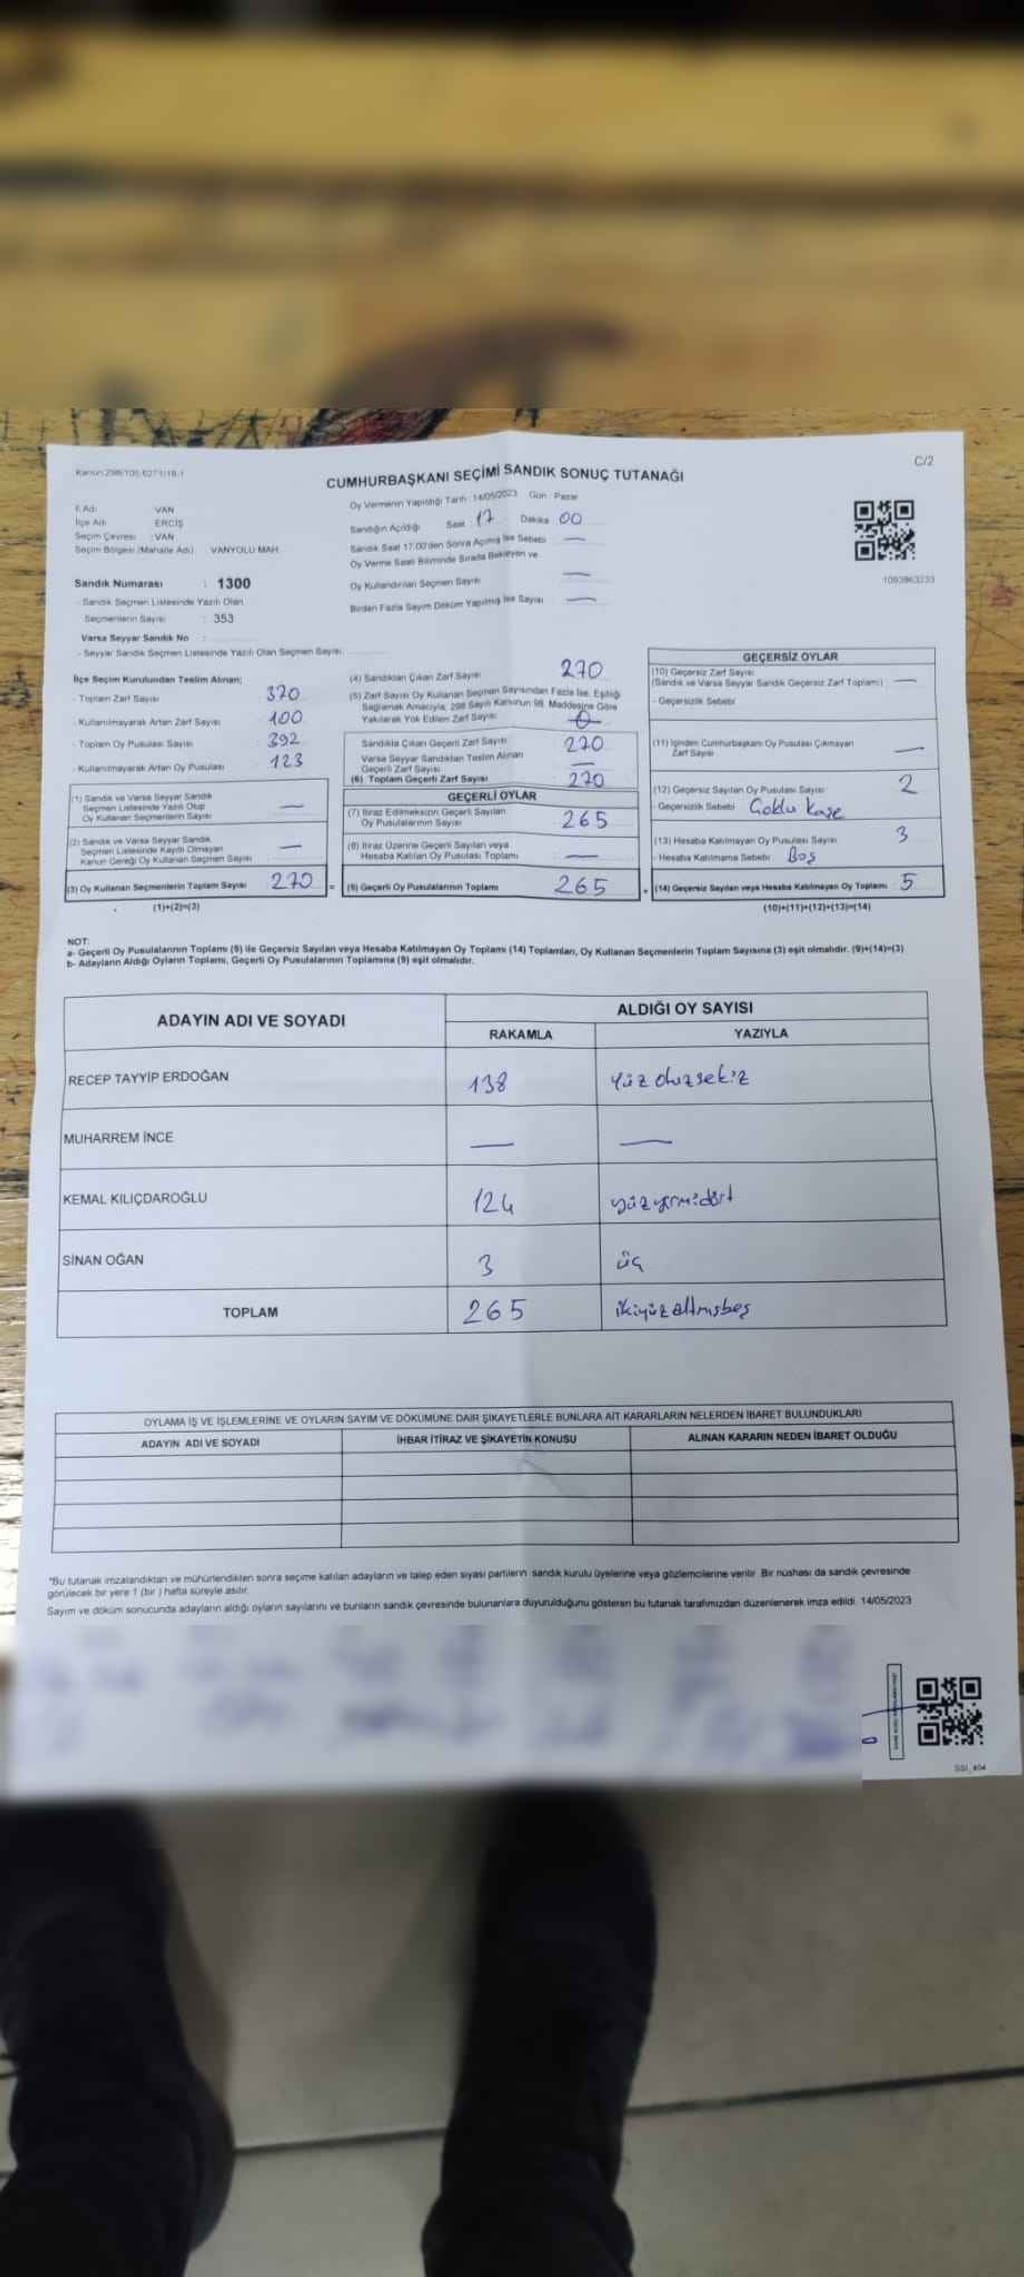 C/2
CUMHURBAŞKANI SEÇİMİ SANDIK SONUÇ TUTANAĞI
İl Adı : VAN
İlçe Adı : ERCİŞ
Seçim Çevresi : VAN
Seçim Bölgesi (Mahalle Adı) : VANYOLU MAH.
Sandık Numarası : 1300
- Sandık Seçmen Listesinde Yazılı Olan
Seçmenlerin Sayısı : 353
Varsa Seyyar Sandık No :
- Seyyar Sandık Seçmen Listesinde Yazılı Olan Seçmen Sayısı:
Oy Vermenin Yapıldığı Tarih : 14/05/2023 Gün : Pazar
Sandığın Açıldığı Saat : 17 Dakika 00
Sandık Saat 17:00'den Sonra Açılmış İse Sebebi —
Oy Verme Saati Bitiminde Sırada Bekleyen ve
Oy Kullandırılan Seçmen Sayısı —
Birden Fazla Sayım Döküm Yapılmış İse Sayısı —
1093963233
İlçe Seçim Kurulundan Teslim Alınan;
- Toplam Zarf Sayısı 370
- Kullanılmayarak Artan Zarf Sayısı 100
- Toplam Oy Pusulası Sayısı 392
- Kullanılmayarak Artan Oy Pusulası 123
(1) Sandık ve Varsa Seyyar Sandık
Seçmen Listesinde Yazılı Olup
Oy Kullanan Seçmenlerin Sayısı —
(2) Sandık ve Varsa Seyyar Sandık
Seçmen Listesinde Kayıtlı Olmayan
Kanun Gereği Oy Kullanan Seçmen Sayısı —
(3) Oy Kullanan Seçmenlerin Toplam Sayısı 270 =
(1)+(2)=(3)
(4) Sandıktan Çıkan Zarf Sayısı 270
(5) Zarf Sayısı Oy Kullanan Seçmen Sayısından Fazla İse, Eşitliği
Sağlamak Amacıyla, 298 Sayılı Kanunun 98. Maddesine Göre
Yakılarak Yok Edilen Zarf Sayısı 0
Sandıkta Çıkan Geçerli Zarf Sayısı 270
Varsa Seyyar Sandıktan Teslim Alınan
Geçerli Zarf Sayısı —
(6) Toplam Geçerli Zarf Sayısı 270
GEÇERLİ OYLAR
(7) İtiraz Edilmeksizin Geçerli Sayılan
Oy Pusulalarının Sayısı 265
(8) İtiraz Üzerine Geçerli Sayılan veya
Hesaba Katılan Oy Pusulası Toplamı —
(9) Geçerli Oy Pusulalarının Toplamı 265 +
GEÇERSİZ OYLAR
(10) Geçersiz Zarf Sayısı
(Sandık ve Varsa Seyyar Sandık Geçersiz Zarf Toplamı) —
- Geçersizlik Sebebi
(11) İçinden Cumhurbaşkanı Oy Pusulası Çıkmayan
Zarf Sayısı —
(12) Geçersiz Sayılan Oy Pusulası Sayısı 2
- Geçersizlik Sebebi Çoklu Kaşe
(13) Hesaba Katılmayan Oy Pusulası Sayısı 3
- Hesaba Katılmama Sebebi Boş
(14) Geçersiz Sayılan veya Hesaba Katılmayan Oy Toplamı 5
(10)+(11)+(12)+(13)=(14)
NOT:
a- Geçerli Oy Pusulalarının Toplamı (9) ile Geçersiz Sayılan veya Hesaba Katılmayan Oy Toplamı (14) Toplamları, Oy Kullanan Seçmenlerin Toplam Sayısına (3) eşit olmalıdır. (9)+(14)=(3)
b- Adayların Aldığı Oyların Toplamı, Geçerli Oy Pusulalarının Toplamına (9) eşit olmalıdır.
ADAYIN ADI VE SOYADI
ALDIĞI OY SAYISI
RAKAMLA YAZIYLA
RECEP TAYYİP ERDOĞAN 138 Yüz otuzsekiz
MUHARREM İNCE — —
KEMAL KILIÇDAROĞLU 124 yüzyirmidört
SİNAN OĞAN 3 üç
TOPLAM 265 ikiyüzaltmışbeş
OYLAMA İŞ VE İŞLEMLERİNE VE OYLARIN SAYIM VE DÖKÜMÜNE DAİR ŞİKAYETLERLE BUNLARA AİT KARARLARIN NELERDEN İBARET BULUNDUKLARI
ADAYIN ADI VE SOYADI İHBAR İTİRAZ VE ŞİKAYETİN KONUSU ALINAN KARARIN NEDEN İBARET OLDUĞU
*Bu tutanak imzalandıktan ve mühürlendikten sonra seçime katılan adayların ve talep eden siyasi partilerin sandık kurulu üyelerine veya gözlemcilerine verilir. Bir nüshası da sandık çevresinde
görülecek bir yere 1 (bir) hafta süreyle asılır.
Sayım ve döküm sonucunda adayların aldığı oyların sayılarını ve bunların sandık çevresinde bulunanlara duyurulduğunu gösteren bu tutanak tarafımızdan düzenlenerek imza edildi. 14/05/2023